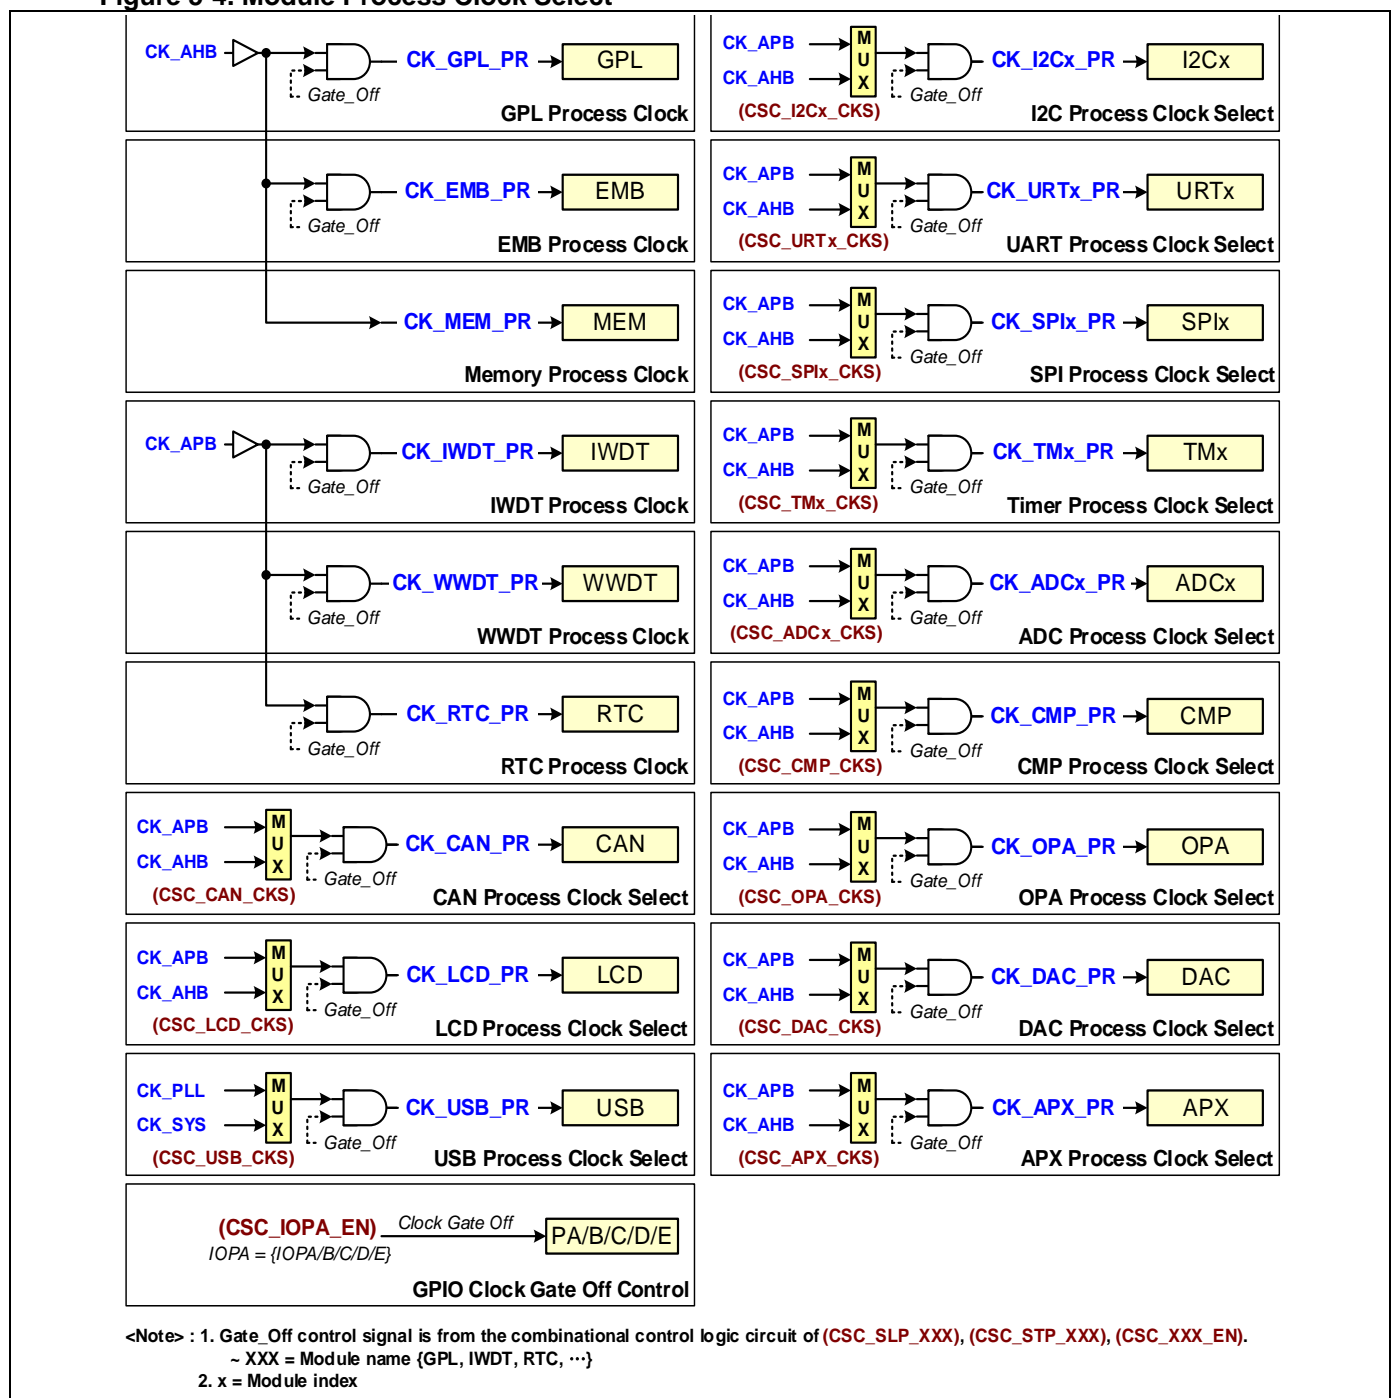 Figure 3-4. Module Process Clock Select
CK_AHB
CK_GPL_PR
GPL
Gate_Off
GPL Process Clock
CK_EMB_PR
EMB
Gate_Off
EMB Process Clock
CK_MEM_PR
MEM
Memory Process Clock
CK_APB
CK_IWDT_PR
IWDT
Gate_Off
IWDT Process Clock
CK_WWDT_PR
WWDT
Gate_Off
WWDT Process Clock
CK_RTC_PR
RTC
Gate_Off
RTC Process Clock
CK_APB
CK_AHB
MUX
(CSC_CAN_CKS)
CK_CAN_PR
CAN
Gate_Off
CAN Process Clock Select
CK_APB
CK_AHB
MUX
(CSC_LCD_CKS)
CK_LCD_PR
LCD
Gate_Off
LCD Process Clock Select
CK_PLL
CK_SYS
MUX
(CSC_USB_CKS)
CK_USB_PR
USB
Gate_Off
USB Process Clock Select
(CSC_IOPA_EN)
Clock Gate Off
PA/B/C/D/E
IOPA = {IOPA/B/C/D/E}
GPIO Clock Gate Off Control
CK_APB
CK_AHB
MUX
(CSC_I2Cx_CKS)
CK_I2Cx_PR
I2Cx
Gate_Off
I2C Process Clock Select
CK_APB
CK_AHB
MUX
(CSC_URTx_CKS)
CK_URTx_PR
URTx
Gate_Off
UART Process Clock Select
CK_APB
CK_AHB
MUX
(CSC_SPIx_CKS)
CK_SPIx_PR
SPIx
Gate_Off
SPI Process Clock Select
CK_APB
CK_AHB
MUX
(CSC_TMx_CKS)
CK_TMx_PR
TMx
Gate_Off
Timer Process Clock Select
CK_APB
CK_AHB
MUX
(CSC_ADCx_CKS)
CK_ADCx_PR
ADCx
Gate_Off
ADC Process Clock Select
CK_APB
CK_AHB
MUX
(CSC_CMP_CKS)
CK_CMP_PR
CMP
Gate_Off
CMP Process Clock Select
CK_APB
CK_AHB
MUX
(CSC_OPA_CKS)
CK_OPA_PR
OPA
Gate_Off
OPA Process Clock Select
CK_APB
CK_AHB
MUX
(CSC_DAC_CKS)
CK_DAC_PR
DAC
Gate_Off
DAC Process Clock Select
CK_APB
CK_AHB
MUX
(CSC_APX_CKS)
CK_APX_PR
APX
Gate_Off
APX Process Clock Select
<Note> : 1. Gate_Off control signal is from the combinational control logic circuit of (CSC_SLP_XXX), (CSC_STP_XXX), (CSC_XXX_EN).
~ XXX = Module name {GPL, IWDT, RTC, ···}
2. x = Module index